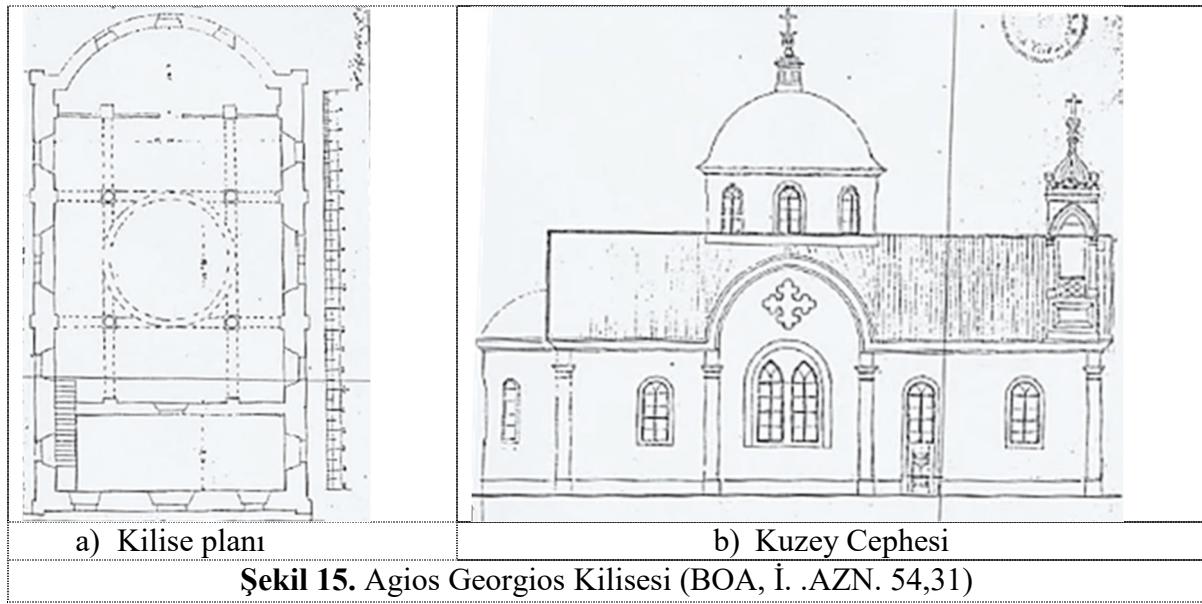 a) Kilise planı
b) Kuzey Cephesi
Şekil 15. Agios Georgios Kilisesi (BOA, İ. .AZN. 54,31)